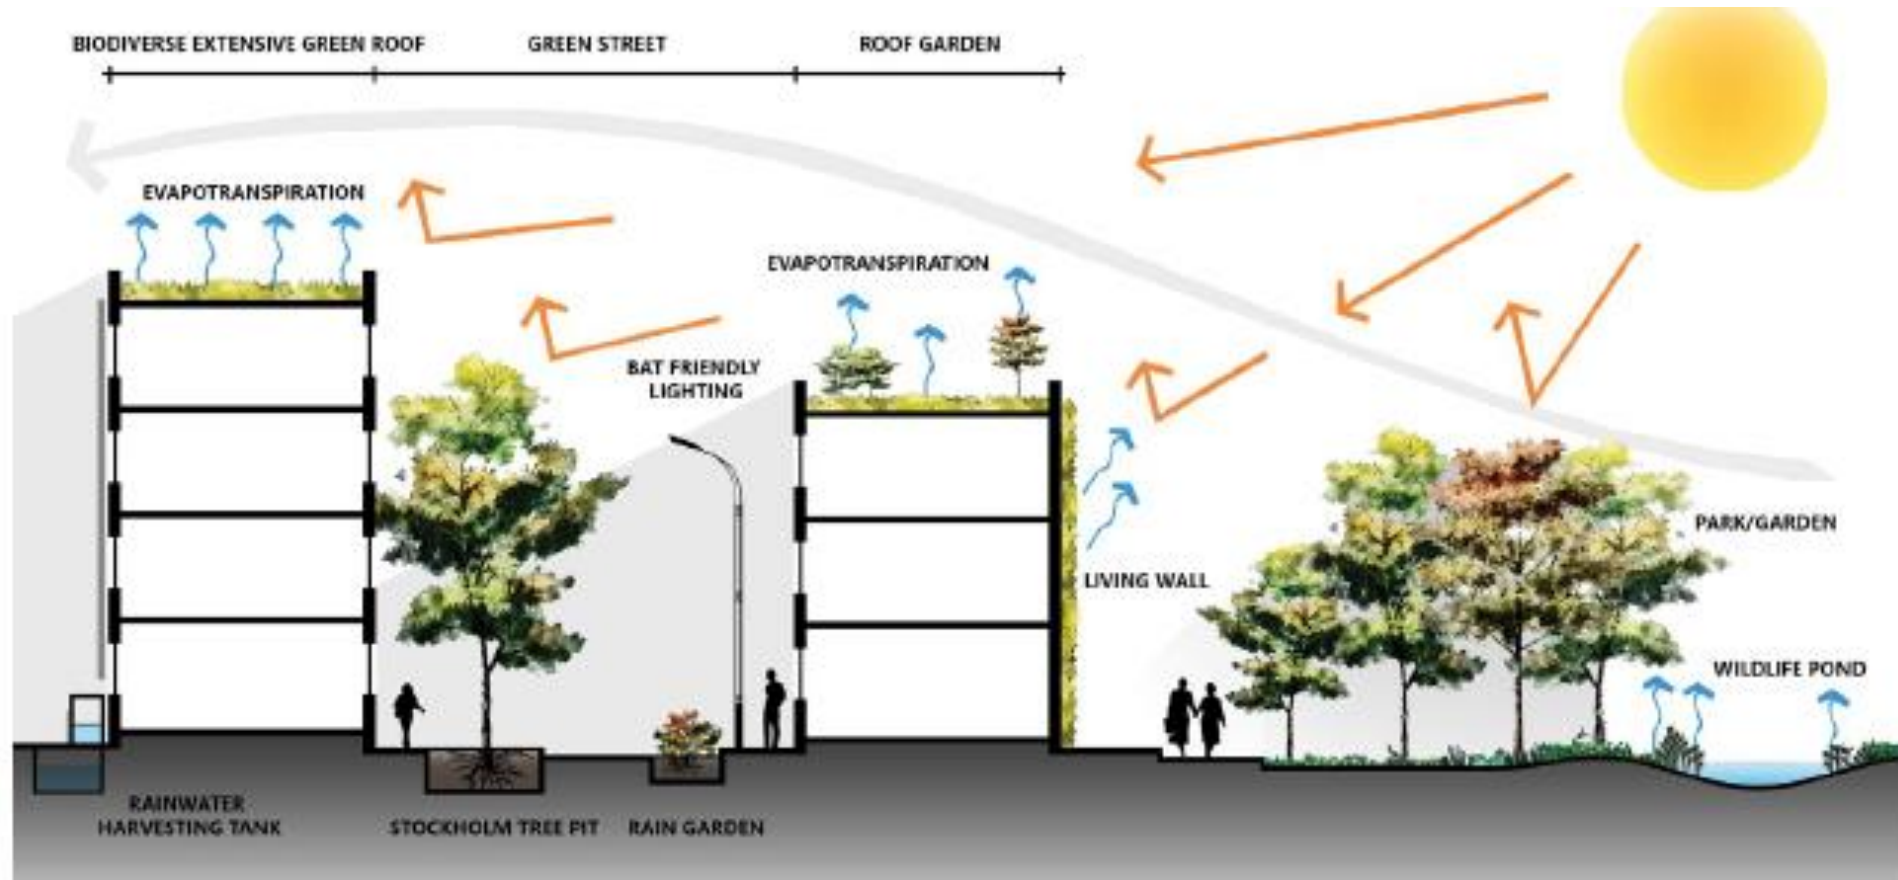 BIODIVERSE EXTENSIVE GREEN ROOF
GREEN STREET
ROOF GARDEN
EVAPOTRANSPIRATION
EVAPOTRANSPIRATION
BAT FRIENDLY
LIGHTING
PARK/GARDEN
LIVING WALL
WILDLIFE POND
RAINWATER
HARVESTING TANK
STOCKHOLM TREE PIT
RAIN GARDEN